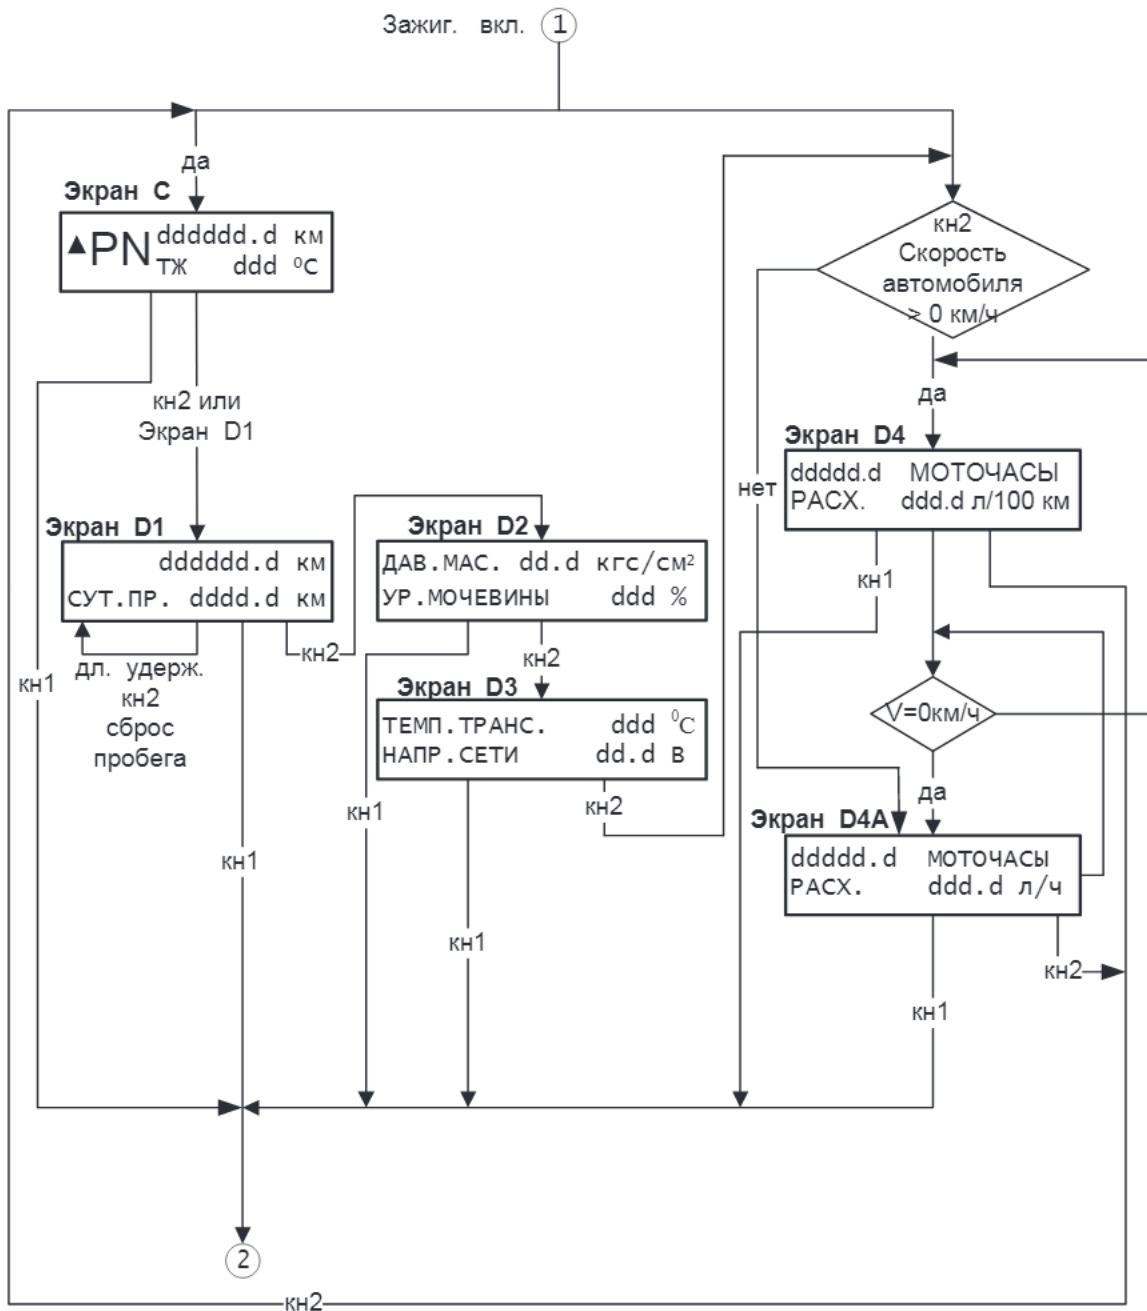 Зажиг. вкл. 1
да
Экран С
▲PN dddddd.d км
ТЖ ddd ⁰C
кн2 или
Экран D1
Экран D1
dddddd.d км
СУТ.ПР. dddd.d км
дл. удерж.
кн2
сброс
пробега
кн1
кн1
кн2
Экран D2
ДАВ.МАС. dd.d кгс/см²
УР.МОЧЕВИНЫ ddd %
кн2
Экран D3
ТЕМП.ТРАНС. ddd ⁰C
НАПР.СЕТИ dd.d В
кн1
кн2
кн1
кн2
Скорость
автомобиля
> 0 км/ч
да
нет
Экран D4
ddddd.d МОТОЧАСЫ
РАСХ. ddd.d л/100 км
кн1
V=0км/ч
да
Экран D4A
ddddd.d МОТОЧАСЫ
РАСХ. ddd.d л/ч
кн2
кн1
2
кн2